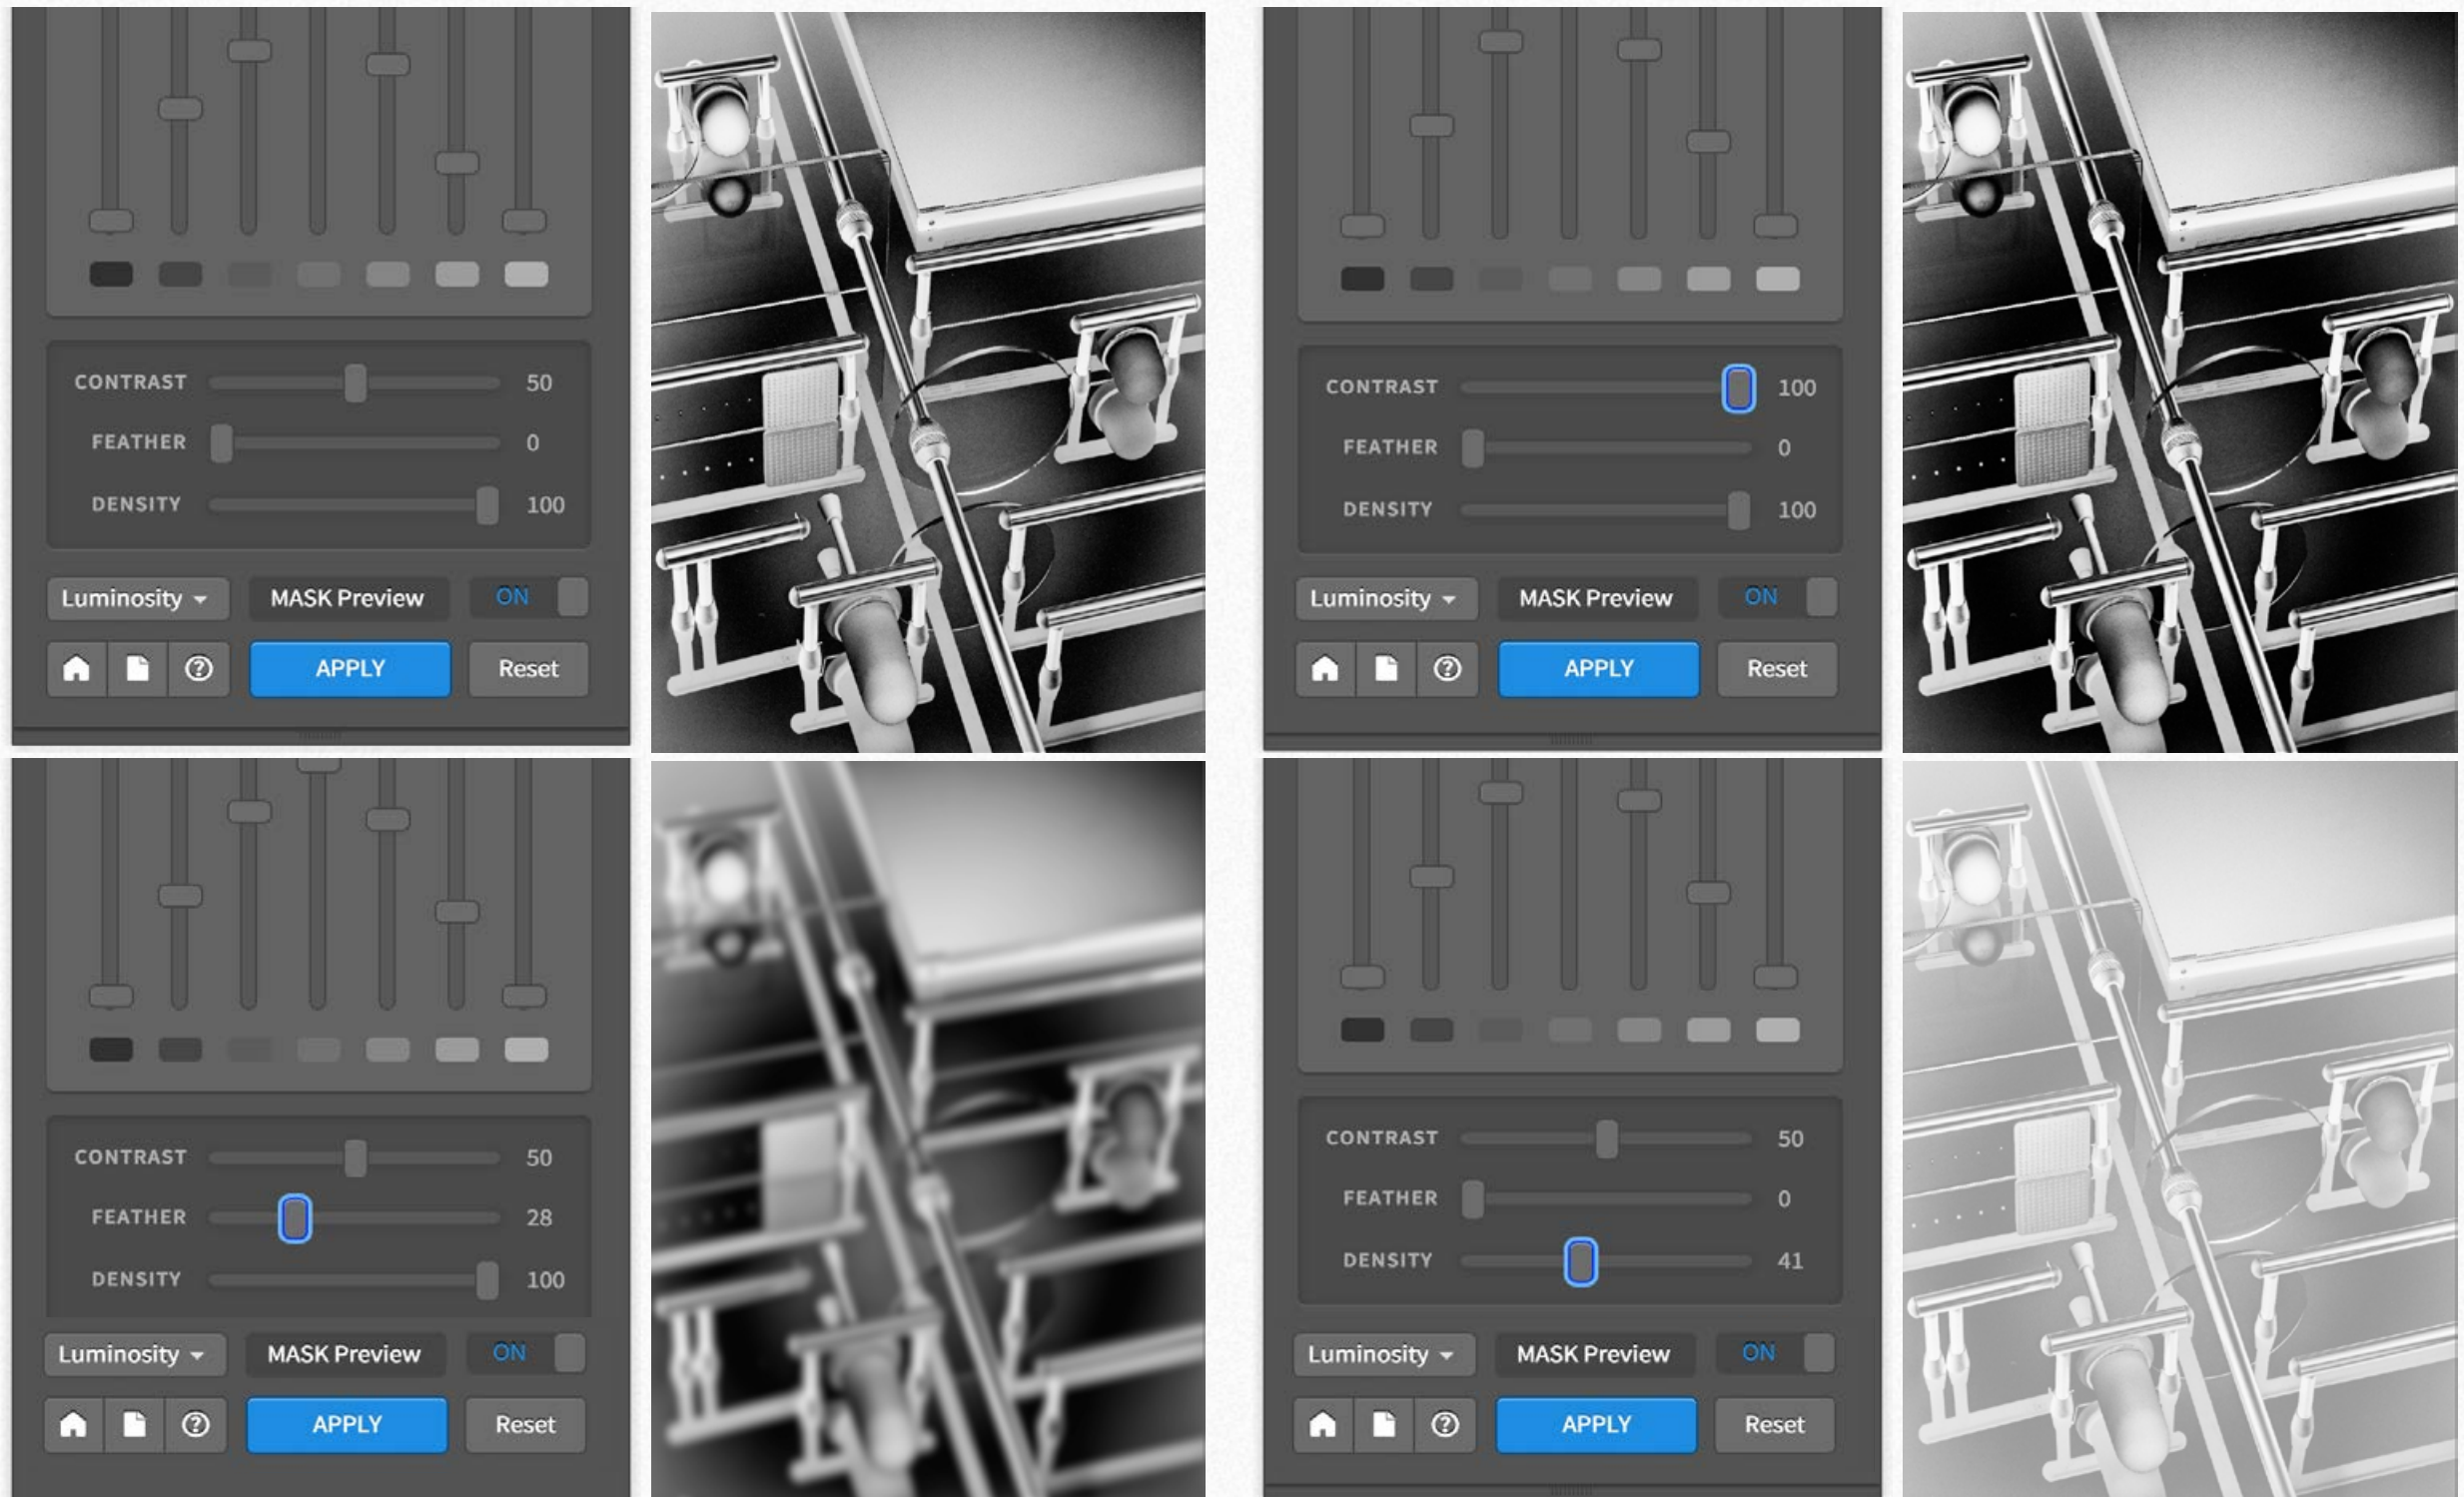 CONTRAST 50
FEATHER 0
DENSITY 100
Luminosity MASK Preview ON
APPLY Reset
CONTRAST 100
FEATHER 0
DENSITY 100
Luminosity MASK Preview ON
APPLY Reset
CONTRAST 50
FEATHER 28
DENSITY 100
Luminosity MASK Preview ON
APPLY Reset
CONTRAST 50
FEATHER 0
DENSITY 41
Luminosity MASK Preview ON
APPLY Reset